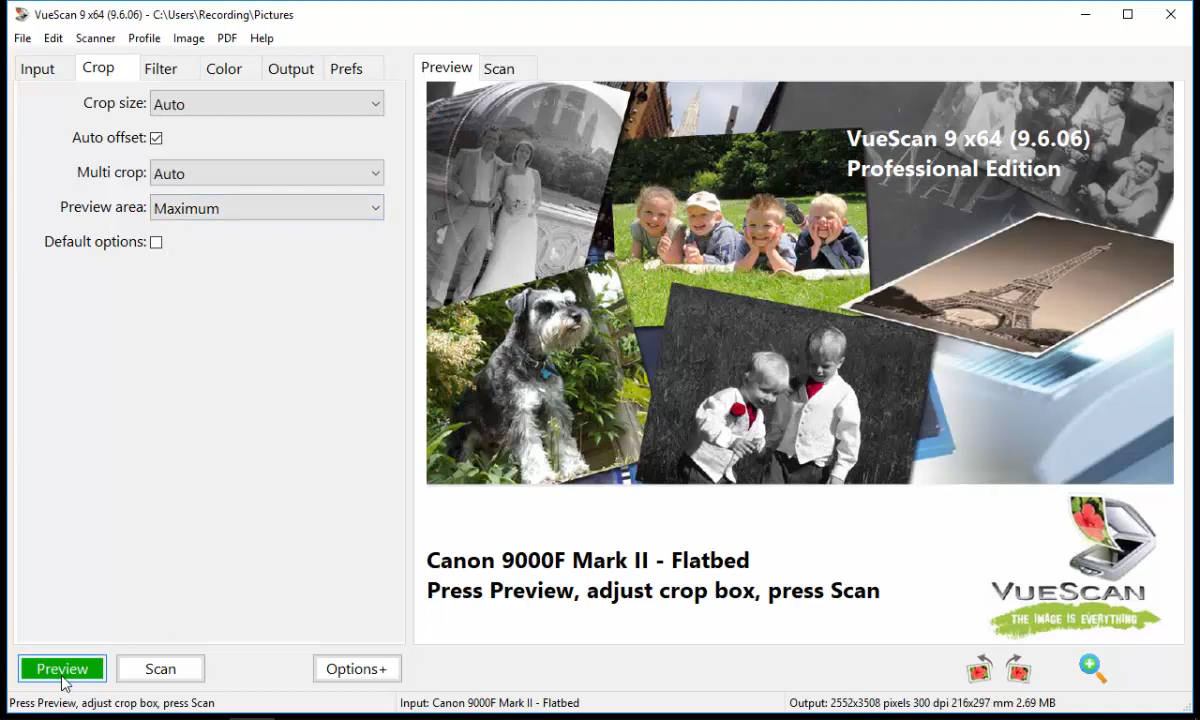 VueScan 9 x64 (9.6.06) - C:\Users\Recording\Pictures
File Edit Scanner Profile Image PDF Help
Input Crop Filter Color Output Prefs
Preview Scan
Crop size: Auto
Auto offset:
Multi crop: Auto
Preview area: Maximum
Default options:
VueScan 9 x64 (9.6.06)
Professional Edition
Canon 9000F Mark II - Flatbed
Press Preview, adjust crop box, press Scan
VUESCAN
THE IMAGE IS EVERYTHING
Preview Scan Options+
Press Preview, adjust crop box, press Scan Input: Canon 9000F Mark II - Flatbed Output: 2552x3508 pixels 300 dpi 216x297 mm 2.69 MB